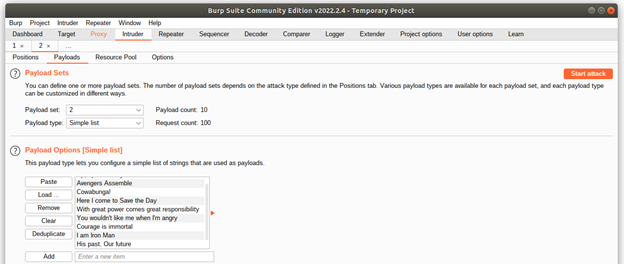 Burp Suite Community Edition v2022.2.4 - Temporary Project
Burp Project Intruder Repeater Window Help
Dashboard Target Proxy Intruder Repeater Sequencer Decoder Comparer Logger Extender Project options User options Learn
1 × 2 × ...
Positions Payloads Resource Pool Options
? Payload Sets Start attack
You can define one or more payload sets. The number of payload sets depends on the attack type defined in the Positions tab. Various payload types are available for each payload set, and each payload type
can be customized in different ways.
Payload set: 2 Payload count: 10
Payload type: Simple list Request count: 100
? Payload Options [Simple list]
This payload type lets you configure a simple list of strings that are used as payloads.
Paste
Load ...
Remove
Clear
Deduplicate
Avengers Assemble
Cowabunga!
Here I come to Save the Day
With great power comes great responsibility
You wouldn't like me when I'm angry
Courage is immortal
I am Iron Man
His past. Our future
Add Enter a new item